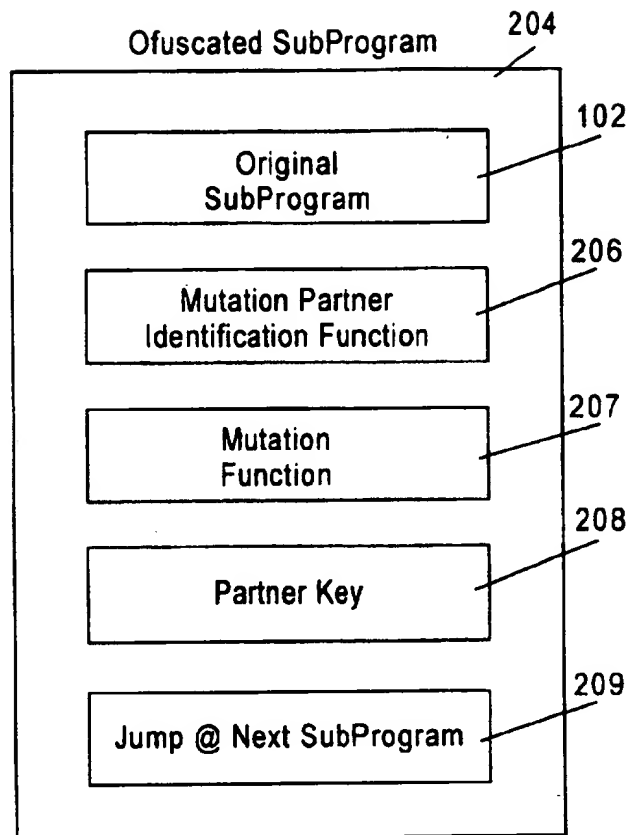 Ofuscated SubProgram
204
Original
SubProgram
102
Mutation Partner
Identification Function
206
Mutation
Function
207
Partner Key
208
Jump @ Next SubProgram
209